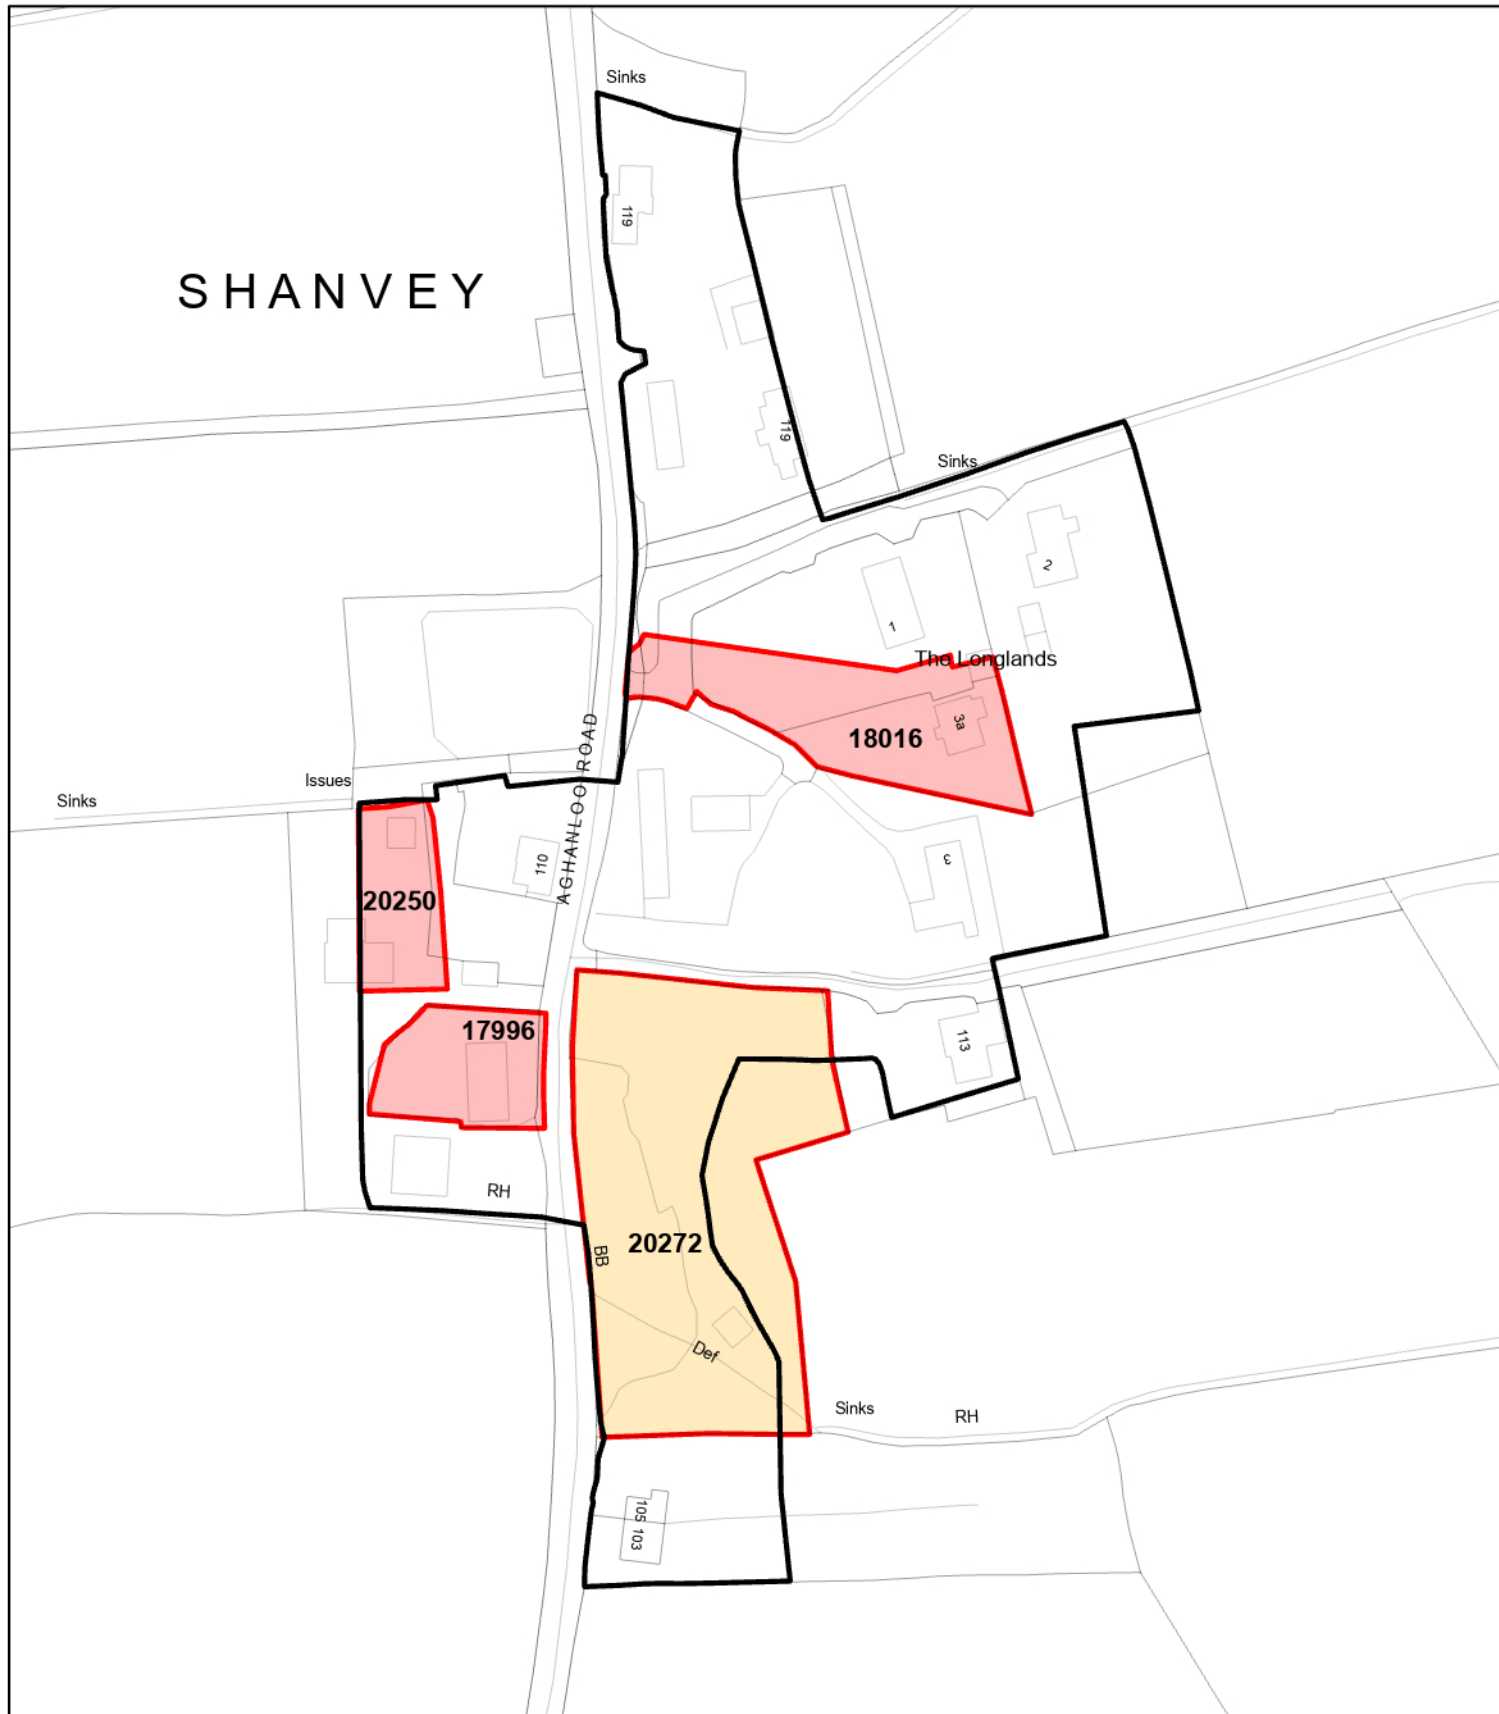 Sinks
119
SHANVEY
119
Sinks
2
1
The Longlands
3a
18016
AGHANLOO ROAD
Issues
Sinks
110
3
20250
17996
113
RH
20272
BB
Def
Sinks
RH
105
103